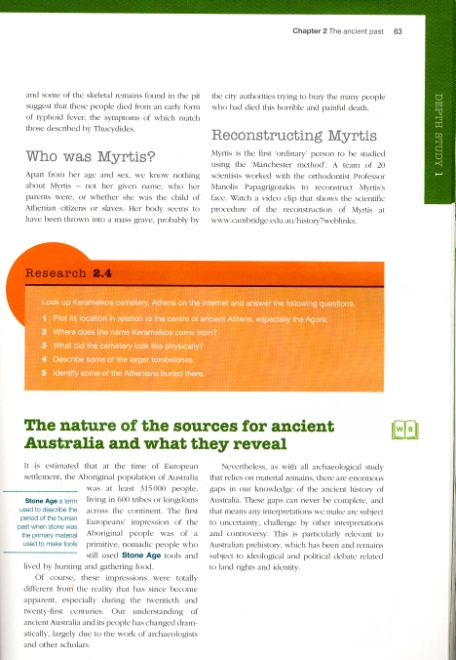 Chapter 2 The ancient past 63
DEPTH STUDY 1
and some of the skeletal remains found in the pit
suggest that these people died from an early form
of typhoid fever, the symptoms of which match
those described by Thucydides.
Who was Myrtis?
Apart from her age and sex, we know nothing
about Myrtis – not her given name, who her
parents were, or whether she was the child of
Athenian citizens or slaves. Her body seems to
have been thrown into a mass grave, probably by
the city authorities trying to bury the many people
who had died this horrible and painful death.
Reconstructing Myrtis
Myrtis is the first 'ordinary' person to be studied
using the 'Manchester method'. A team of 20
scientists worked with the orthodontist Professor
Manolis Papagrigorakis to reconstruct Myrtis's
face. Watch a video clip that shows the scientific
procedure of the reconstruction of Myrtis at
www.cambridge.edu.au/history7weblinks.
Research 2.4
Look up Kerameikos cemetery, Athens on the internet and answer the following questions.
1 Plot its location in relation to the centre of ancient Athens, especially the Agora.
2 Where does the name Kerameikos come from?
3 What did the cemetery look like physically?
4 Describe some of the larger tombstones.
5 Identify some of the Athenians buried there.
The nature of the sources for ancient
Australia and what they reveal
W B
It is estimated that at the time of European
settlement, the Aboriginal population of Australia
was at least 315 000 people,
living in 600 tribes or kingdoms
across the continent. The first
Europeans' impression of the
Aboriginal people was of a
primitive, nomadic people who
still used Stone Age tools and
lived by hunting and gathering food.
Of course, these impressions were totally
different from the reality that has since become
apparent, especially during the twentieth and
twenty-first centuries. Our understanding of
ancient Australia and its people has changed dram-
atically, largely due to the work of archaeologists
and other scholars.
Stone Age a term
used to describe the
period of the human
past when stone was
the primary material
used to make tools
Nevertheless, as with all archaeological study
that relies on material remains, there are enormous
gaps in our knowledge of the ancient history of
Australia. These gaps can never be complete, and
that means any interpretations we make are subject
to uncertainty, challenge by other interpretations
and controversy. This is particularly relevant to
Australian prehistory, which has been and remains
subject to ideological and political debate related
to land rights and identity.